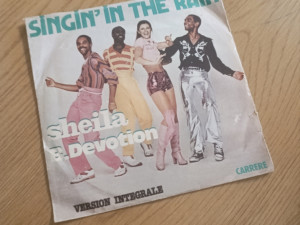 SINGIN' IN THE RAIN
sheila
& B. Devotion
CARRERE
VERSION INTEGRALE